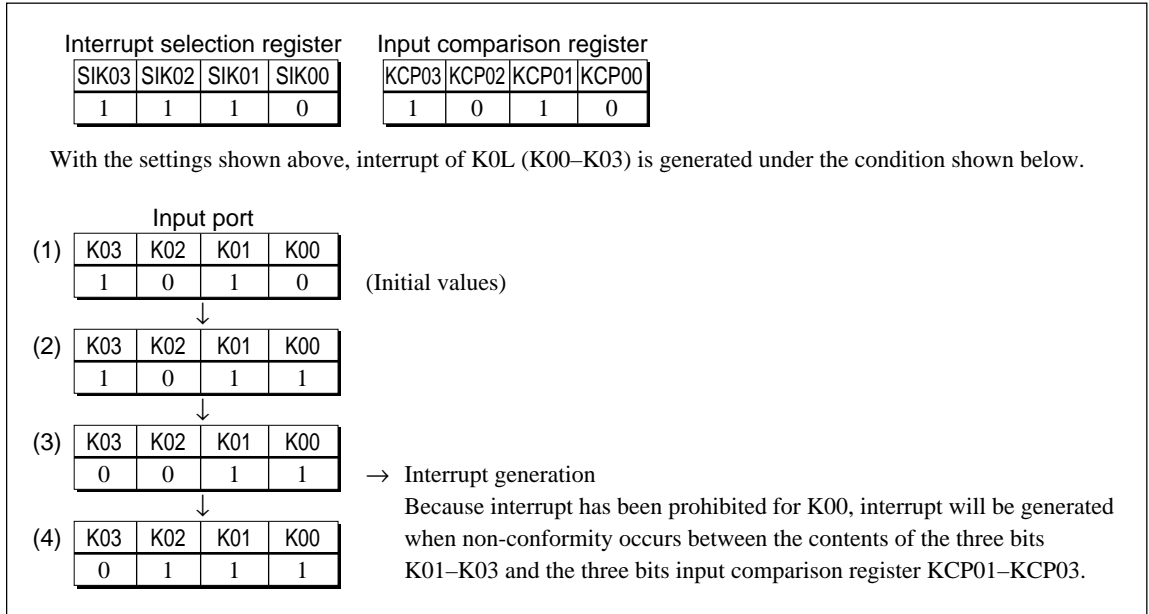 Interrupt selection register Input comparison register
SIK03 SIK02 SIK01 SIK00 KCP03 KCP02 KCP01 KCP00
1 1 1 0 1 0 1 0
With the settings shown above, interrupt of K0L (K00–K03) is generated under the condition shown below.
Input port
(1) K03 K02 K01 K00
1 0 1 0 (Initial values)
↓
(2) K03 K02 K01 K00
1 0 1 1
↓
(3) K03 K02 K01 K00
0 0 1 1 → Interrupt generation
↓ Because interrupt has been prohibited for K00, interrupt will be generated
(4) K03 K02 K01 K00 when non-conformity occurs between the contents of the three bits
0 1 1 1 K01–K03 and the three bits input comparison register KCP01–KCP03.